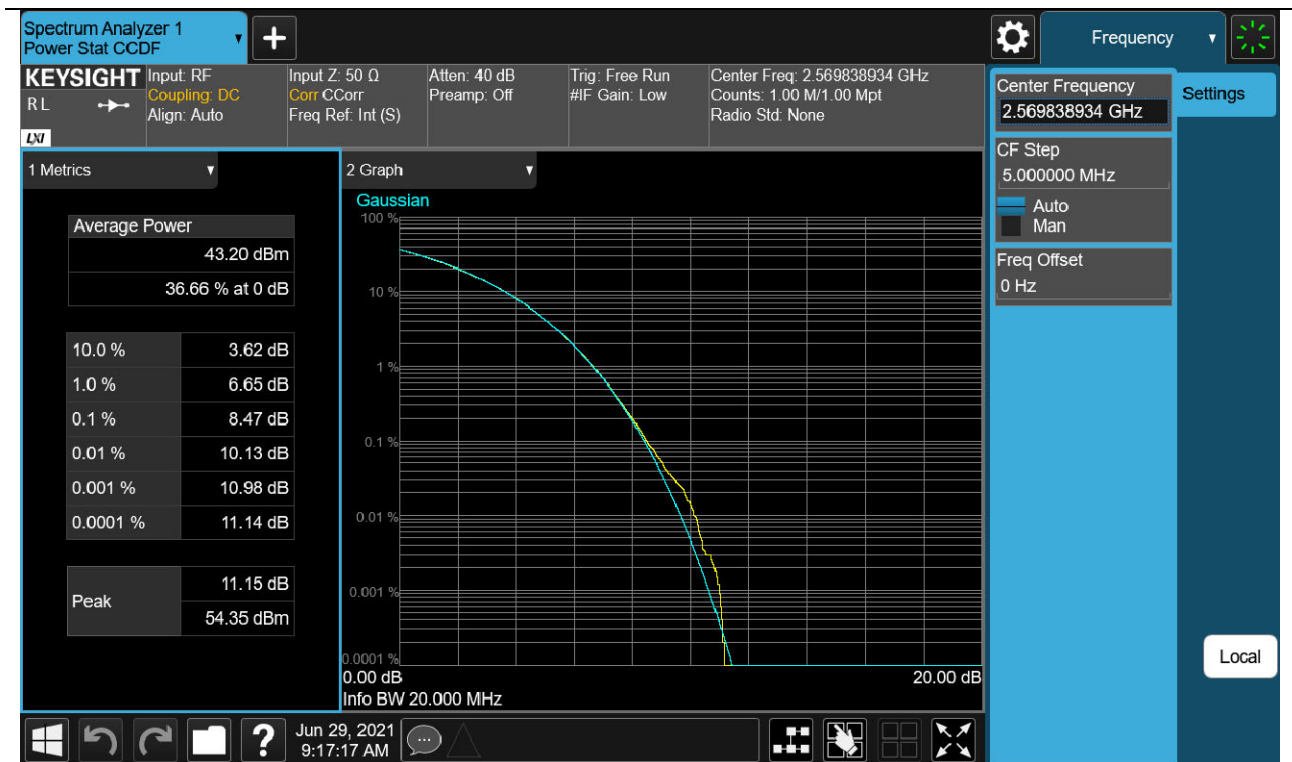 Spectrum Analyzer 1
Power Stat CCDF
Frequency
KEYSIGHT
R L
LXI
Input: RF
Coupling: DC
Align: Auto
Input Z: 50 Ω
Corr CCorr
Freq Ref: Int (S)
Atten: 40 dB
Preamp: Off
Trig: Free Run
#IF Gain: Low
Center Freq: 2.569838934 GHz
Counts: 1.00 M/1.00 Mpt
Radio Std: None
Center Frequency
2.569838934 GHz
Settings
CF Step
5.000000 MHz
Auto
Man
Freq Offset
0 Hz
Local
1 Metrics
Average Power
43.20 dBm
36.66 % at 0 dB
10.0 % 3.62 dB
1.0 % 6.65 dB
0.1 % 8.47 dB
0.01 % 10.13 dB
0.001 % 10.98 dB
0.0001 % 11.14 dB
Peak 11.15 dB
54.35 dBm
2 Graph
Gaussian
100 %
10 %
1 %
0.1 %
0.01 %
0.001 %
0.0001 %
0.00 dB 20.00 dB
Info BW 20.000 MHz
?
Jun 29, 2021
9:17:17 AM